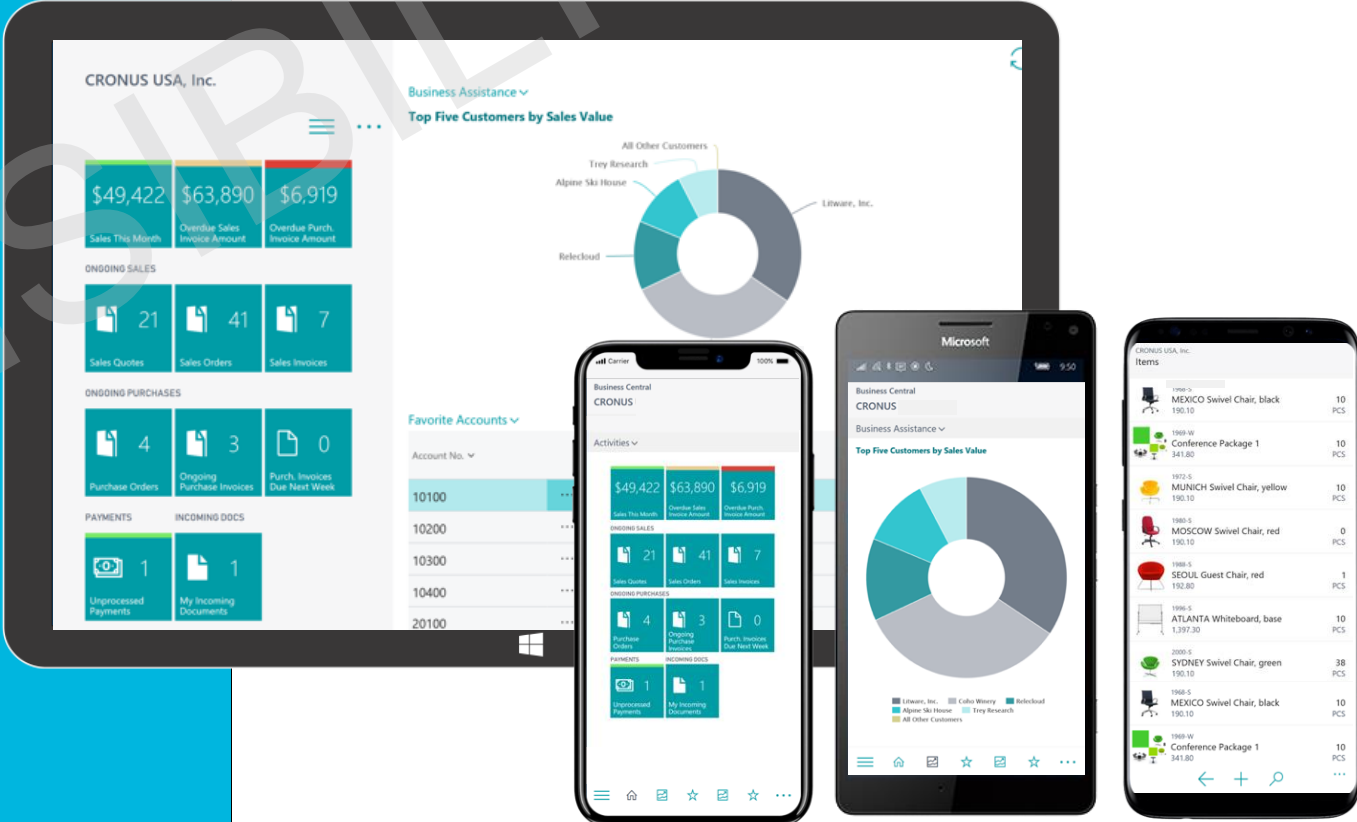 SIBIL
CRONUS USA, Inc.
Business Assistance
Top Five Customers by Sales Value
All Other Customers
Trey Research
Alpine Ski House
Litware, Inc.
Relecloud
$49,422 $63,890 $6,919
Sales This Month
Overdue Sales
Invoice Amount
Overdue Purch.
Invoice Amount
ONGOING SALES
21 41 7
Sales Quotes Sales Orders Sales Invoices
ONGOING PURCHASES
4 3 0
Purchase Orders
Ongoing
Purchase Invoices
Purch. Invoices
Due Next Week
PAYMENTS INCOMING DOCS
1 1
Unprocessed
Payments
My Incoming
Documents
Favorite Accounts
Account No.
10100
10200
10300
10400
20100
Carrier 100%
Business Central
CRONUS
Activities
$49,422 $63,890 $6,919
Sales This Month
Overdue Sales
Invoice Amount
Overdue Purch.
Invoice Amount
ONGOING SALES
21 41 7
Sales Quotes Sales Orders Sales Invoices
ONGOING PURCHASES
4 3 0
Purchase
Orders
Ongoing
Purchase
Invoices
Purch. Invoices
Due Next Week
PAYMENTS INCOMING DOCS
1 1
Unprocessed
Payments
My Incoming
Documents
Microsoft
9:50
Business Central
CRONUS
Business Assistance
Top Five Customers by Sales Value
Litware, Inc. Coho Winery Relecloud
Alpine Ski House Trey Research
All Other Customers
CRONUS USA, Inc.
Items
1968-S
MEXICO Swivel Chair, black 10
190.10 PCS
1969-W
Conference Package 1 10
341.80 PCS
1972-S
MUNICH Swivel Chair, yellow 10
190.10 PCS
1980-S
MOSCOW Swivel Chair, red 0
190.10 PCS
1988-S
SEOUL Guest Chair, red 1
192.80 PCS
1996-S
ATLANTA Whiteboard, base 10
1,397.30 PCS
2000-S
SYDNEY Swivel Chair, green 38
190.10 PCS
1968-S
MEXICO Swivel Chair, black 10
190.10 PCS
1969-W
Conference Package 1 10
341.80 PCS